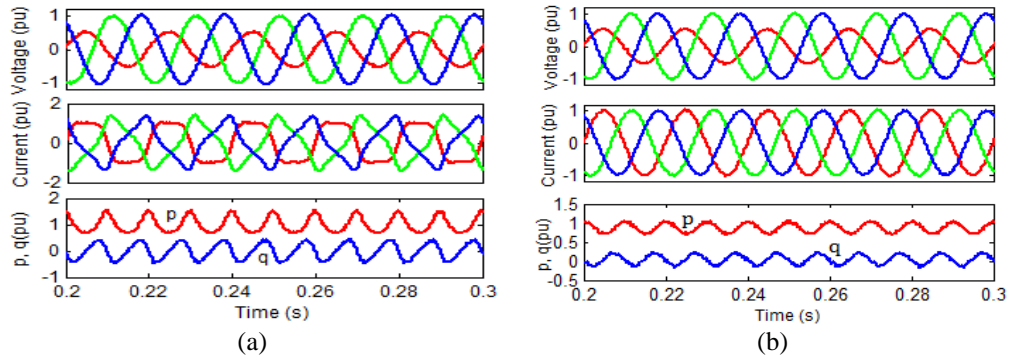 Voltage (pu)
1
0
-1
Current (pu)
2
0
-2
p, q(pu)
2
1
0
-1
p
q
0.2 0.22 0.24 0.26 0.28 0.3
Time (s)
(a)
Voltage (pu)
1
0
-1
Current (pu)
1
0
-1
p, q(pu)
1.5
1
0.5
0
-0.5
p
q
0.2 0.22 0.24 0.26 0.28 0.3
Time (s)
(b)